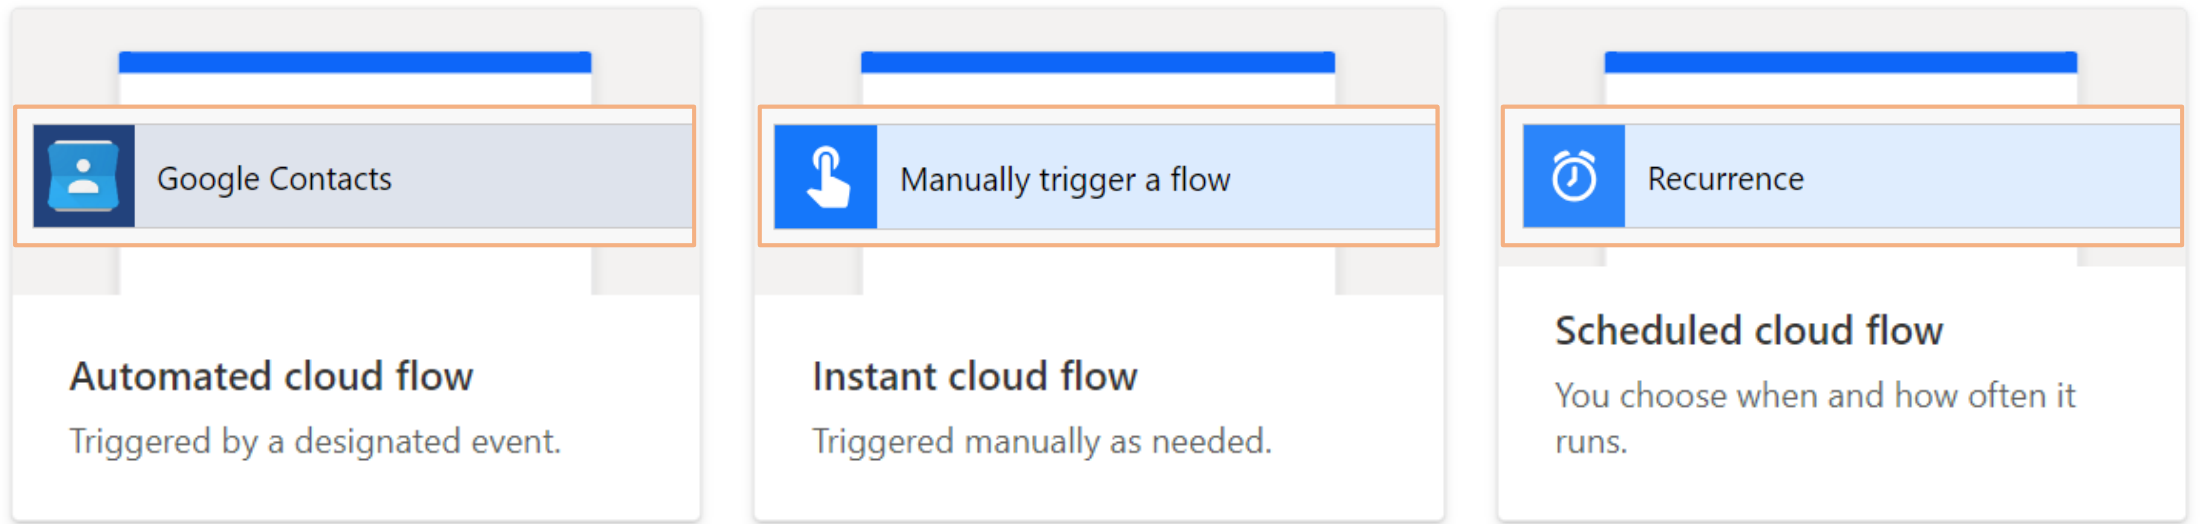 Google Contacts
Automated cloud flow
Triggered by a designated event.
Manually trigger a flow
Instant cloud flow
Triggered manually as needed.
Recurrence
Scheduled cloud flow
You choose when and how often it
runs.